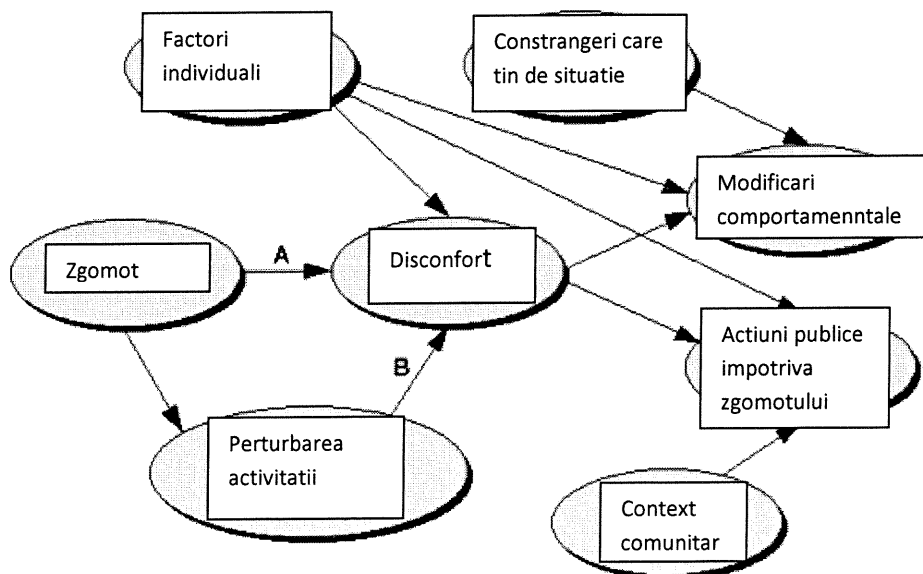 Factori
individuali
Constrangeri care
tin de situatie
Modificari
comportamenntale
Zgomot
A
Disconfort
Actiuni publice
impotriva
zgomotului
B
Perturbarea
activitatii
Context
comunitar